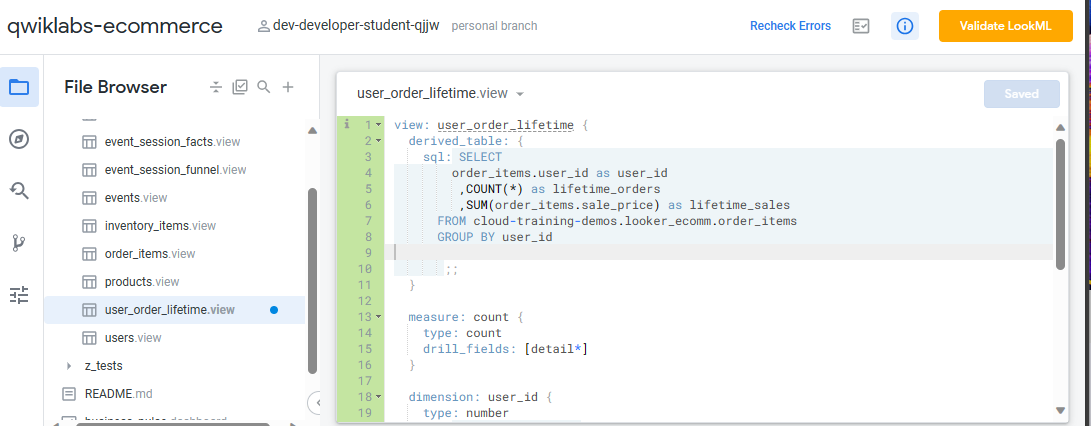 qwiklabs-ecommerce
dev-developer-student-qjjw personal branch
Recheck Errors
Validate LookML
File Browser
event_session_facts.view
event_session_funnel.view
events.view
inventory_items.view
order_items.view
products.view
user_order_lifetime.view
users.view
z_tests
README.md
user_order_lifetime.view
Saved
i 1 view: user_order_lifetime {
2 derived_table: {
3 sql: SELECT
4 order_items.user_id as user_id
5 ,COUNT(*) as lifetime_orders
6 ,SUM(order_items.sale_price) as lifetime_sales
7 FROM cloud-training-demos.looker_ecomm.order_items
8 GROUP BY user_id
9
10 ;;
11 }
12
13 measure: count {
14 type: count
15 drill_fields: [detail*]
16 }
17
18 dimension: user_id {
19 type: number